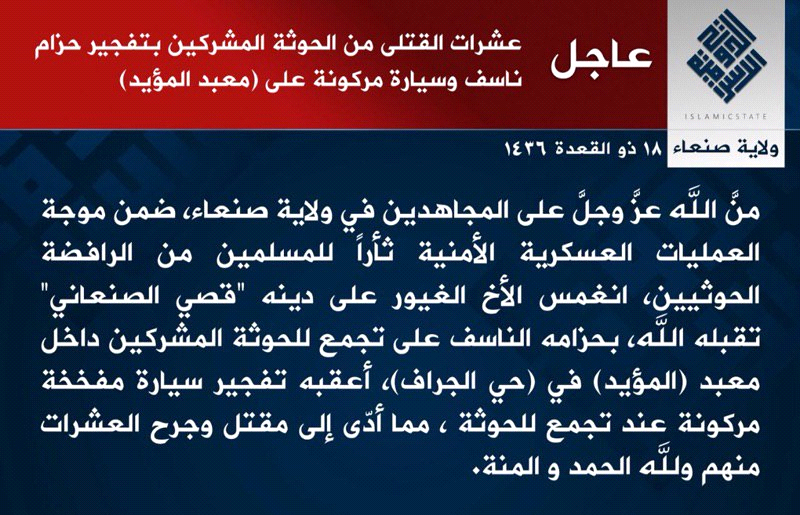 عاجل
عشرات القتلى من الحوثة المشركين بتفجير حزام
ناسف وسيارة مركونة على (معبد المؤيد)
الدولة الإسلامية
ISLAMICSTATE
ولاية صنعاء
١٨ ذو القعدة ١٤٣٦
منَّ اللَّه عزَّ وجلَّ على المجاهدين في ولاية صنعاء، ضمن موجة
العمليات العسكرية الأمنية ثأراً للمسلمين من الرافضة
الحوثيين، انغمس الأخ الغيور على دينه "قصي الصنعاني"
تقبله اللَّه، بحزامه الناسف على تجمع للحوثة المشركين داخل
معبد (المؤيد) في (حي الجراف)، أعقبه تفجير سيارة مفخخة
مركونة عند تجمع للحوثة ، مما أدّى إلى مقتل وجرح العشرات
منهم وللَّه الحمد و المنة.